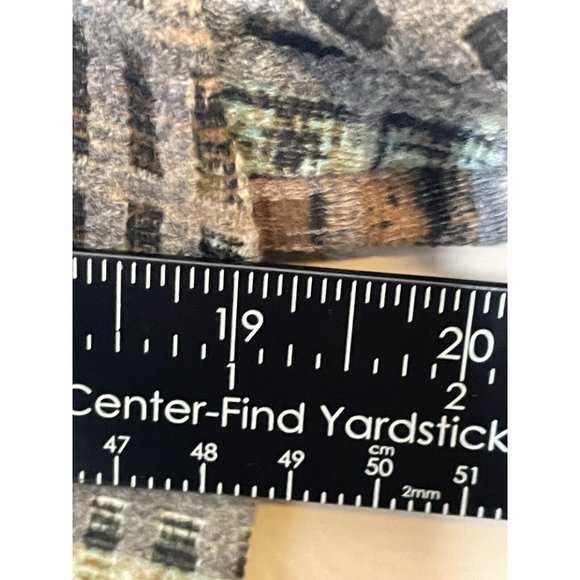 19 20
1 2
Center-Find Yardstick
cm
47 48 49 50 51
2mm